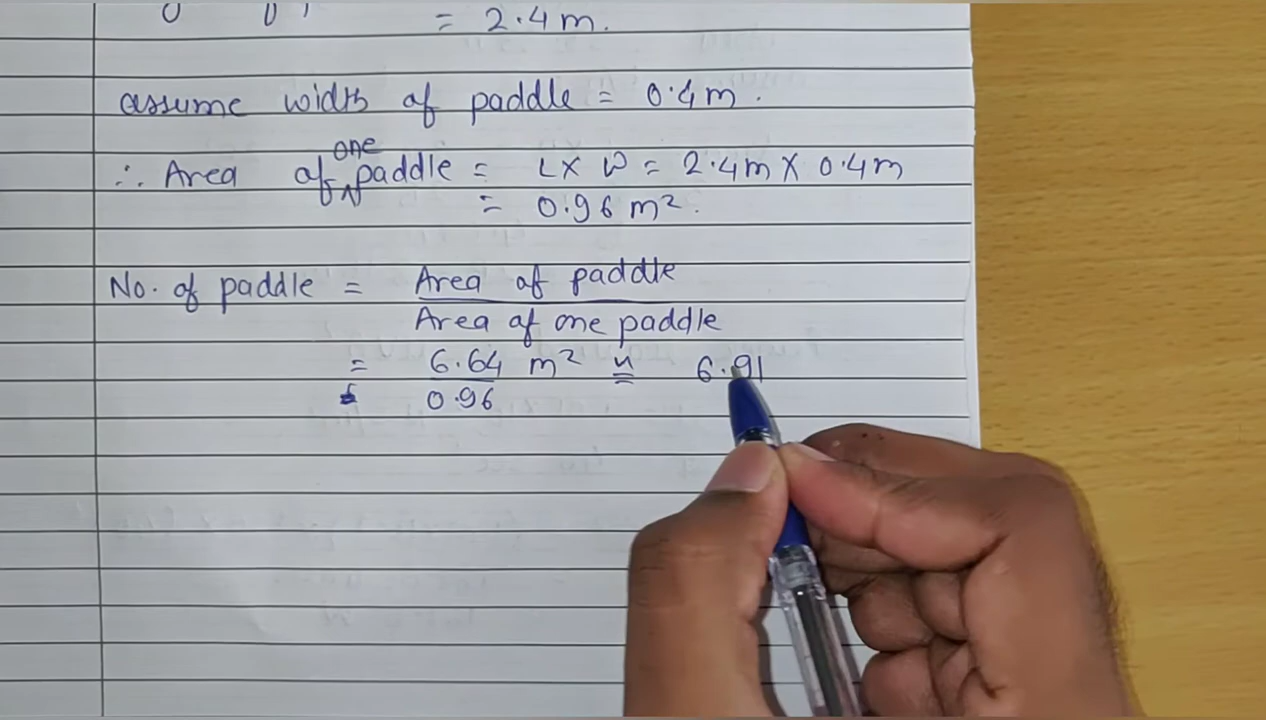 = 2.4 m.
assume width of paddle = 0.4 m.
one
∴ Area of paddle = L × W = 2.4 m × 0.4 m
= 0.96 m².
No. of paddle = Area of paddle
Area of one paddle
= 6.64 m² ≅ 6.91
0.96